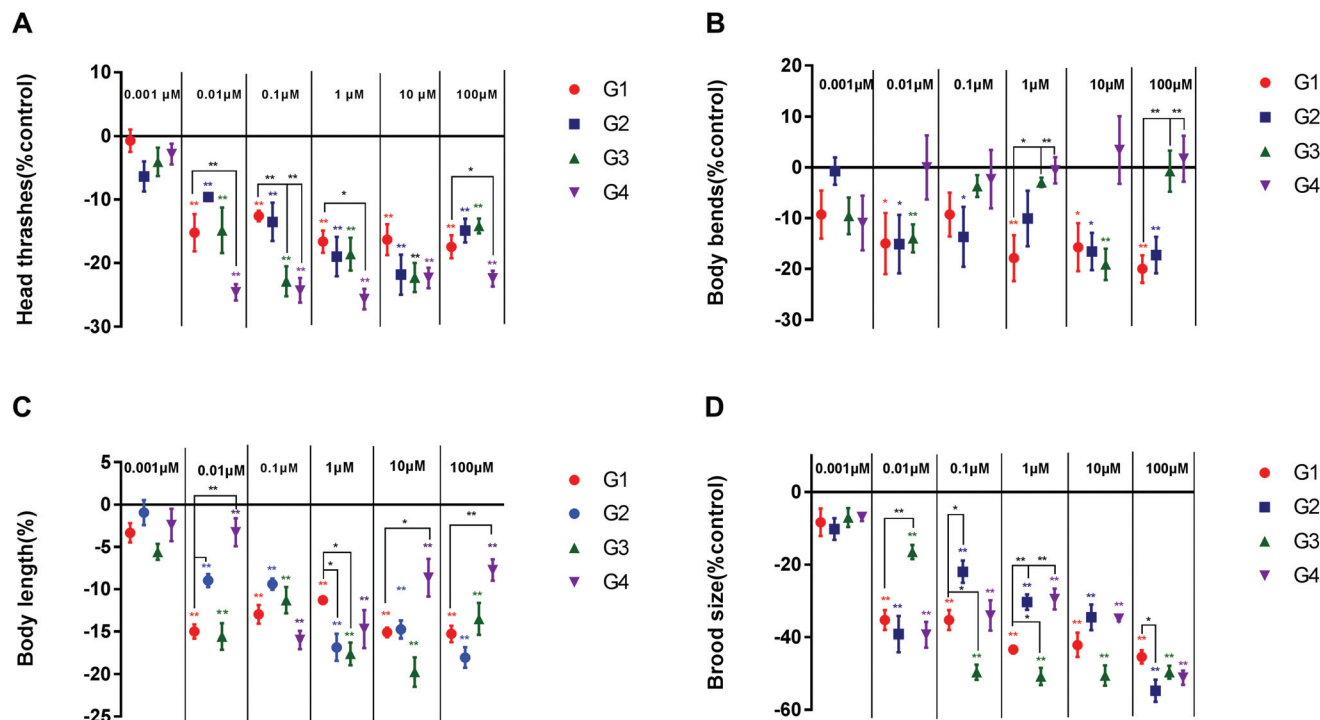 A
Head thrashes(%control)
10
0
-10
-20
-30
0.001 µM
0.01µM
0.1µM
1 µM
10 µM
100µM
**
**
**
**
**
**
**
**
**
**
**
**
*
**
**
**
**
**
**
**
**
*
**
**
**
**
G1
G2
G3
G4
B
Body bends(%control)
20
10
0
-10
-20
-30
0.001µM
0.01µM
0.1µM
1µM
10µM
100µM
*
*
**
*
*
**
**
*
*
**
**
**
**
**
G1
G2
G3
G4
C
Body length(%)
0
-5
-10
-15
-20
-25
0.001µM
0.01µM
0.1µM
1µM
10µM
100µM
**
**
**
**
**
**
**
**
**
*
*
**
**
**
**
*
**
**
**
**
**
**
**
**
**
G1
G2
G3
G4
D
Brood size(%control)
0
-20
-40
-60
0.001µM
0.01µM
0.1µM
1µM
10µM
100µM
**
**
**
**
**
*
**
**
**
*
**
**
**
**
**
**
*
**
**
**
**
**
*
**
**
**
**
G1
G2
G3
G4